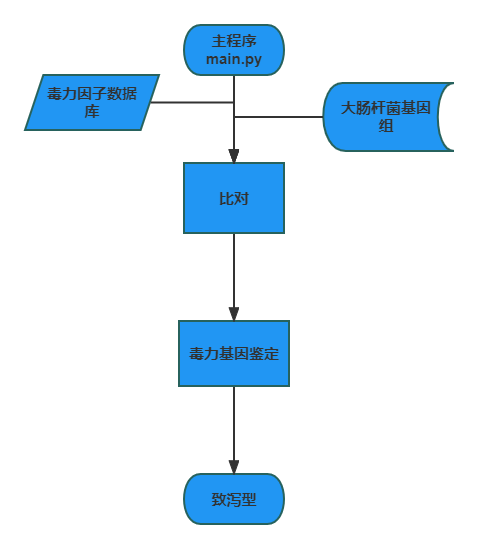 主程序
main.py
毒力因子数据
库
大肠杆菌基因
组
比对
毒力基因鉴定
致泻型